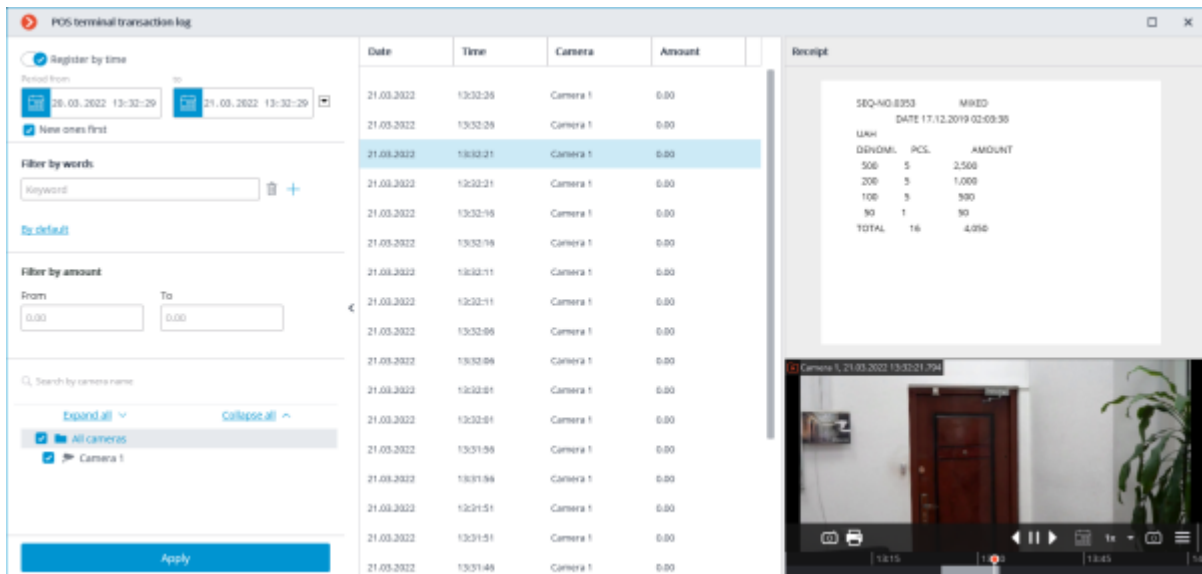 POS terminal transaction log
Register by time
Period from to
20.03.2022 13:32:29 21.03.2022 13:32:29
New ones first
Filter by words
Keyword
By default
Filter by amount
From To
0.00 0.00
Search by camera name
Expand all Collapse all
All cameras
Camera 1
Apply
Date Time Camera Amount
21.03.2022 13:32:26 Camera 1 0.00
21.03.2022 13:32:26 Camera 1 0.00
21.03.2022 13:32:21 Camera 1 0.00
21.03.2022 13:32:21 Camera 1 0.00
21.03.2022 13:32:16 Camera 1 0.00
21.03.2022 13:32:16 Camera 1 0.00
21.03.2022 13:32:11 Camera 1 0.00
21.03.2022 13:32:11 Camera 1 0.00
21.03.2022 13:32:06 Camera 1 0.00
21.03.2022 13:32:06 Camera 1 0.00
21.03.2022 13:32:01 Camera 1 0.00
21.03.2022 13:32:01 Camera 1 0.00
21.03.2022 13:31:56 Camera 1 0.00
21.03.2022 13:31:56 Camera 1 0.00
21.03.2022 13:31:51 Camera 1 0.00
21.03.2022 13:31:51 Camera 1 0.00
21.03.2022 13:31:46 Camera 1 0.00
Receipt
SEQ-NO.8353 MIXED
DATE 17.12.2019 02:03:38
UAH
DENOMI. PCS. AMOUNT
500 5 2,500
200 5 1,000
100 5 500
50 1 50
TOTAL 16 4,050
Camera 1, 21.03.2022 13:32:21.794
1x
13:15 13:45